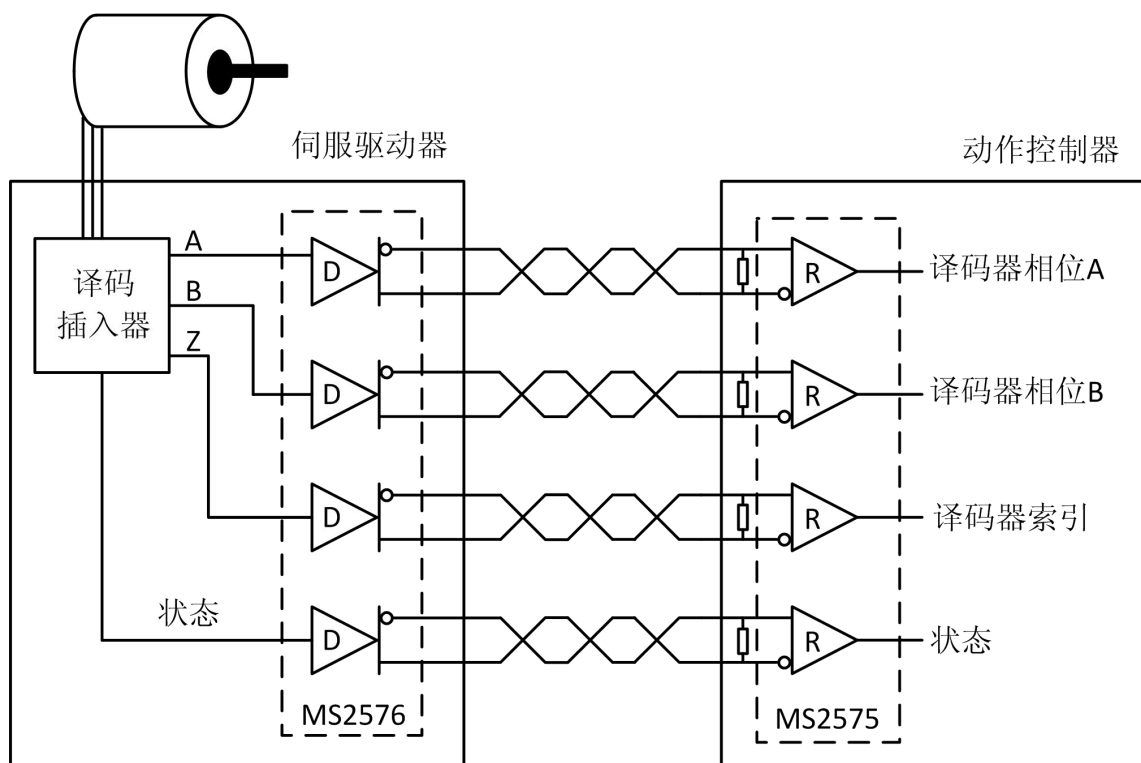 伺服驱动器
动作控制器
译码
插入器
A
B
Z
状态
D
D
D
D
MS2576
R
R
R
R
MS2575
译码器相位A
译码器相位B
译码器索引
状态